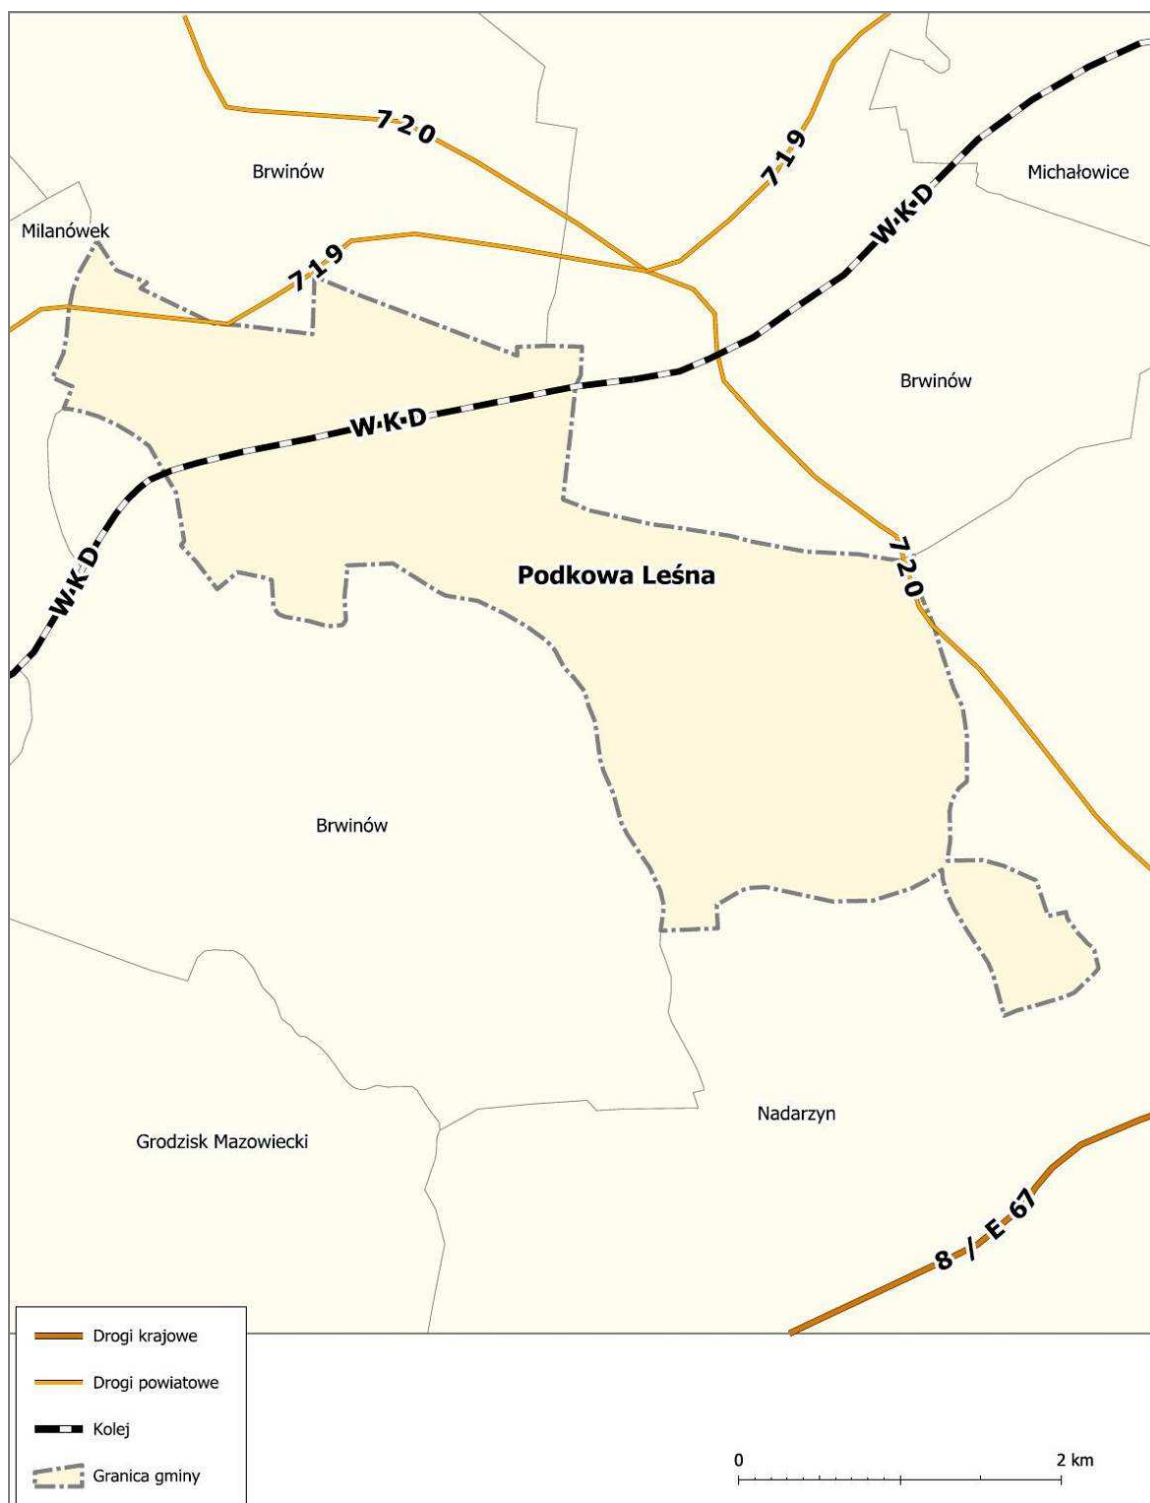 7·2·0
7·1·9
Brwinów
Michałowice
W·K·D
Milanówek
7·1·9
Brwinów
W·K·D
W·K·D
7·2·0
Podkowa Leśna
Brwinów
Nadarzyn
Grodzisk Mazowiecki
8 / E 67
Drogi krajowe
Drogi powiatowe
Kolej
Granica gminy
0 2 km